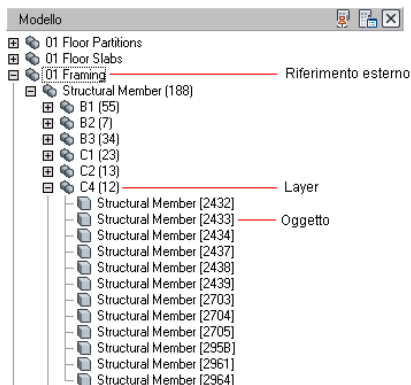 Modello
01 Floor Partitions
01 Floor Slabs
01 Framing Riferimento esterno
Structural Member (188)
B1 (55)
B2 (7)
B3 (34)
C1 (23)
C2 (13)
C4 (12) Layer
Structural Member [2432]
Structural Member [2433] Oggetto
Structural Member [2434]
Structural Member [2437]
Structural Member [2438]
Structural Member [2439]
Structural Member [2703]
Structural Member [2704]
Structural Member [2705]
Structural Member [295B]
Structural Member [2961]
Structural Member [2964]